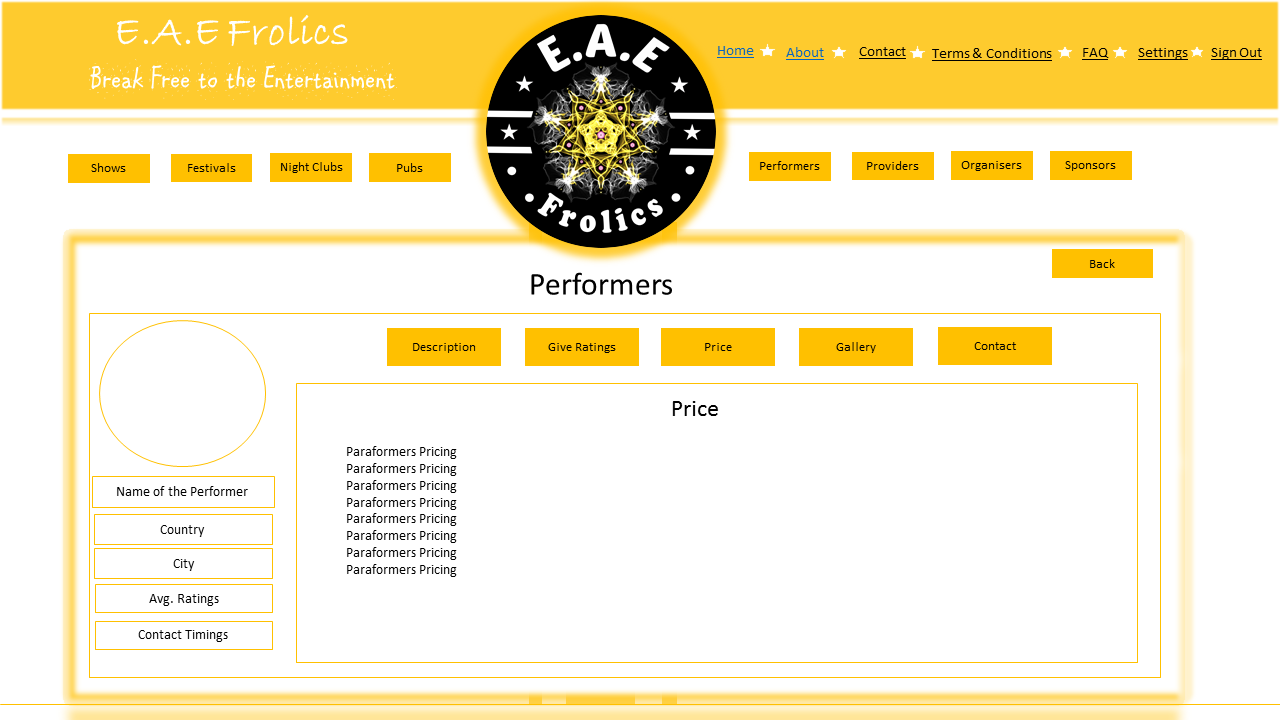 E.A.E Frolics
Break Free to the Entertainment
E.A.E
Frolics
Home About Contact Terms & Conditions FAQ Settings Sign Out
Shows Festivals Night Clubs Pubs Performers Providers Organisers Sponsors
Back
Performers
Description Give Ratings Price Gallery Contact
Price
Paraformers Pricing
Paraformers Pricing
Paraformers Pricing
Paraformers Pricing
Paraformers Pricing
Paraformers Pricing
Paraformers Pricing
Paraformers Pricing
Name of the Performer
Country
City
Avg. Ratings
Contact Timings